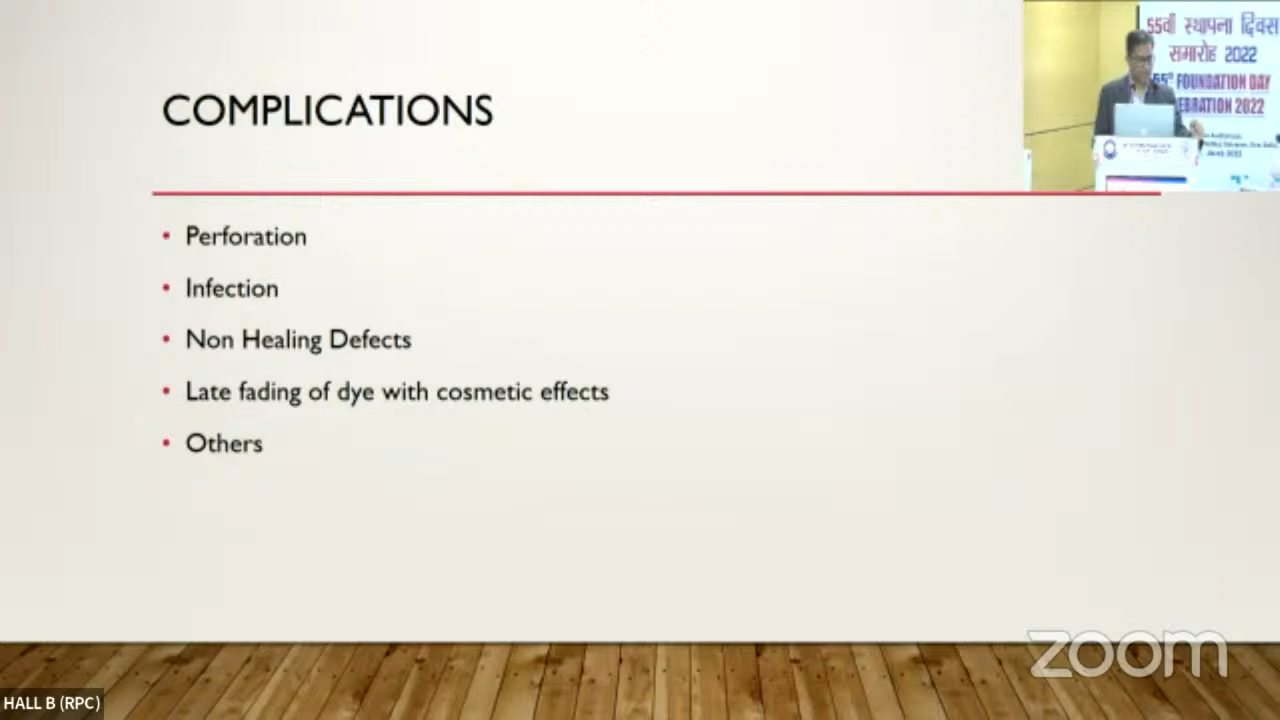 COMPLICATIONS
• Perforation
• Infection
• Non Healing Defects
• Late fading of dye with cosmetic effects
• Others
55वाँ स्थापना दिवस
समारोह 2022
FOUNDATION DAY
EBRATION 2022
zoom
HALL B (RPC)